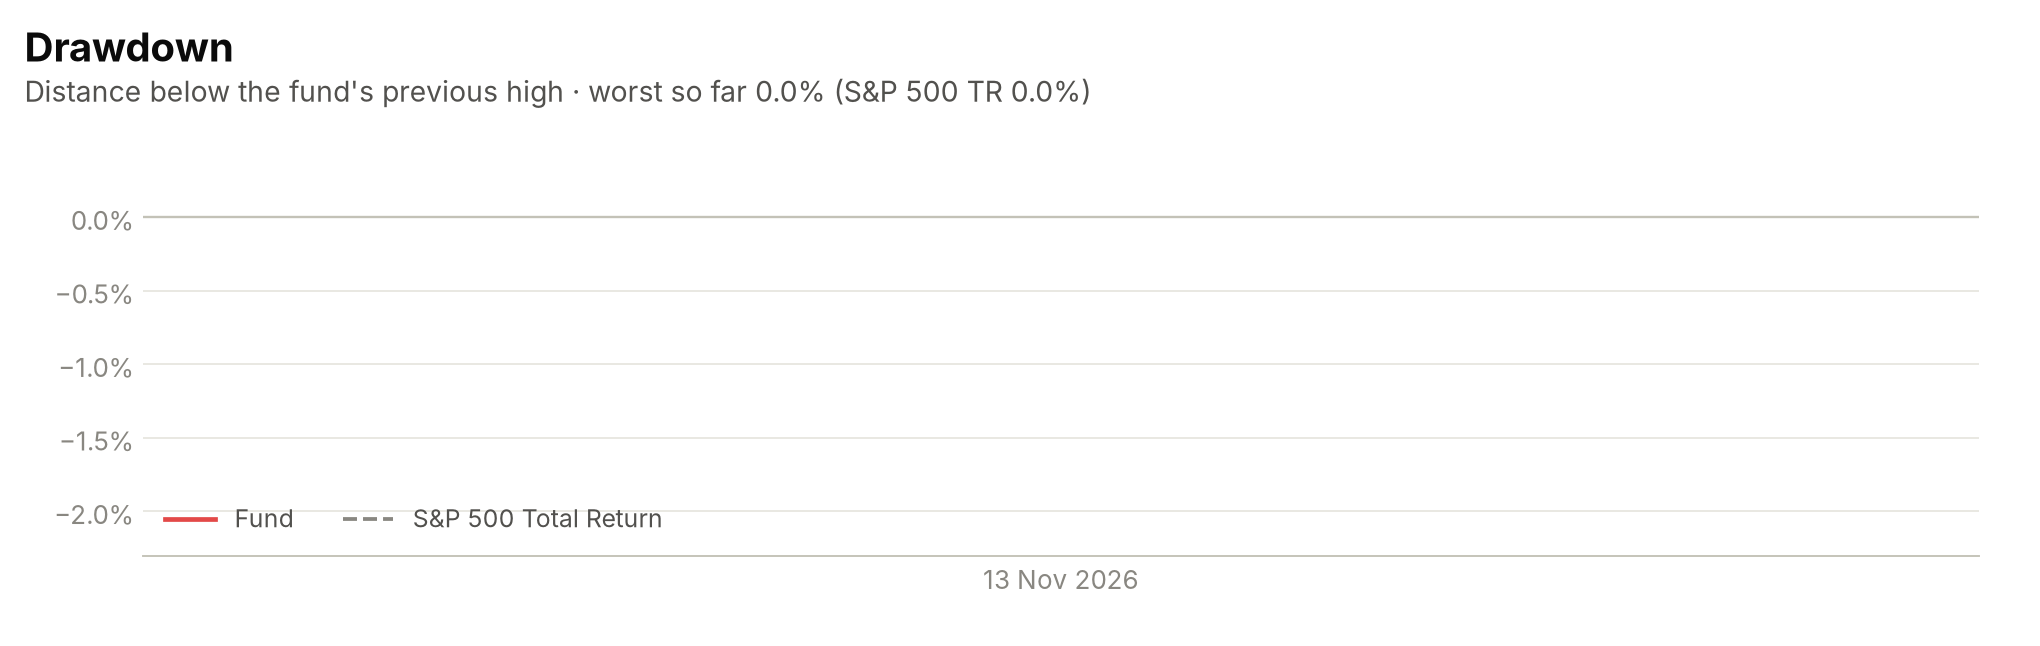 Drawdown
Distance below the fund's previous high · worst so far 0.0% (S&P 500 TR 0.0%)
0.0%
−0.5%
−1.0%
−1.5%
−2.0%
Fund
S&P 500 Total Return
13 Nov 2026